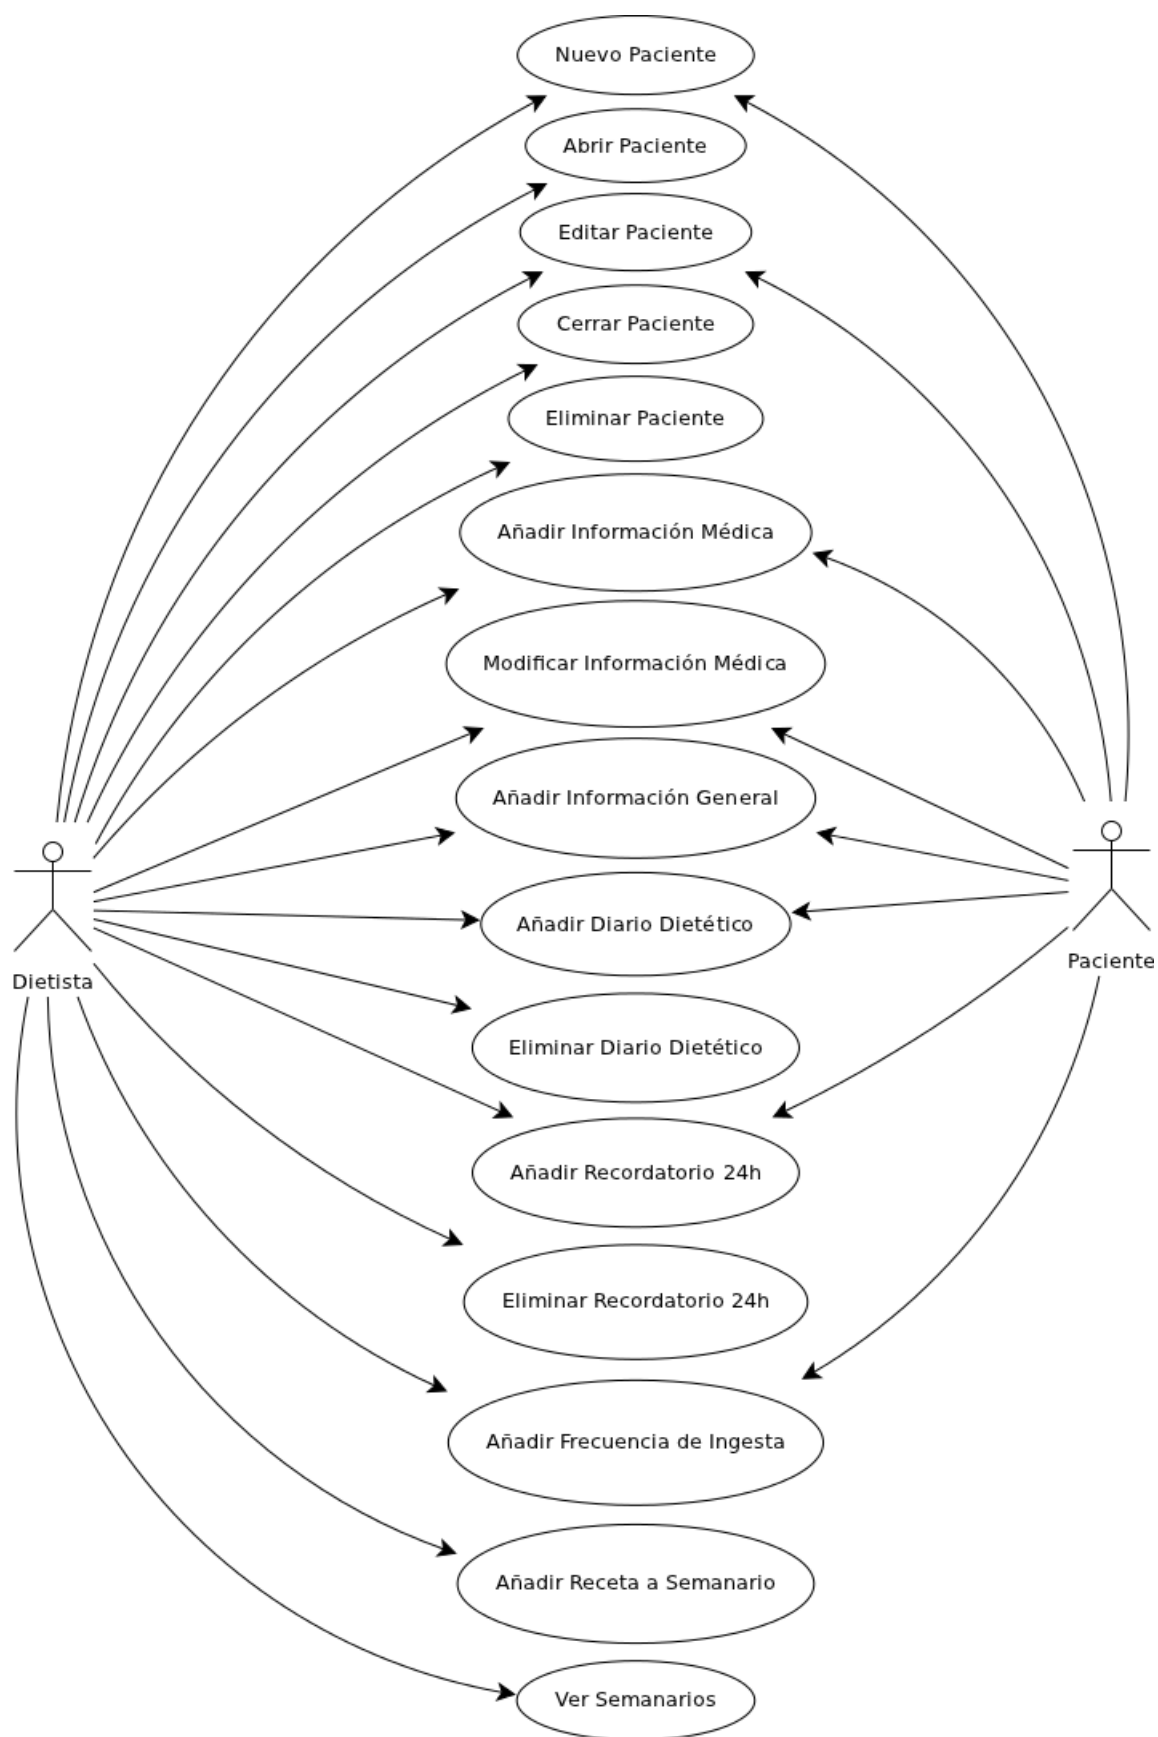 Nuevo Paciente
Abrir Paciente
Editar Paciente
Cerrar Paciente
Eliminar Paciente
Añadir Información Médica
Modificar Información Médica
Añadir Información General
Añadir Diario Dietético
Paciente
Dietista
Eliminar Diario Dietético
Añadir Recordatorio 24h
Eliminar Recordatorio 24h
Añadir Frecuencia de Ingesta
Añadir Receta a Semanario
Ver Semanarios